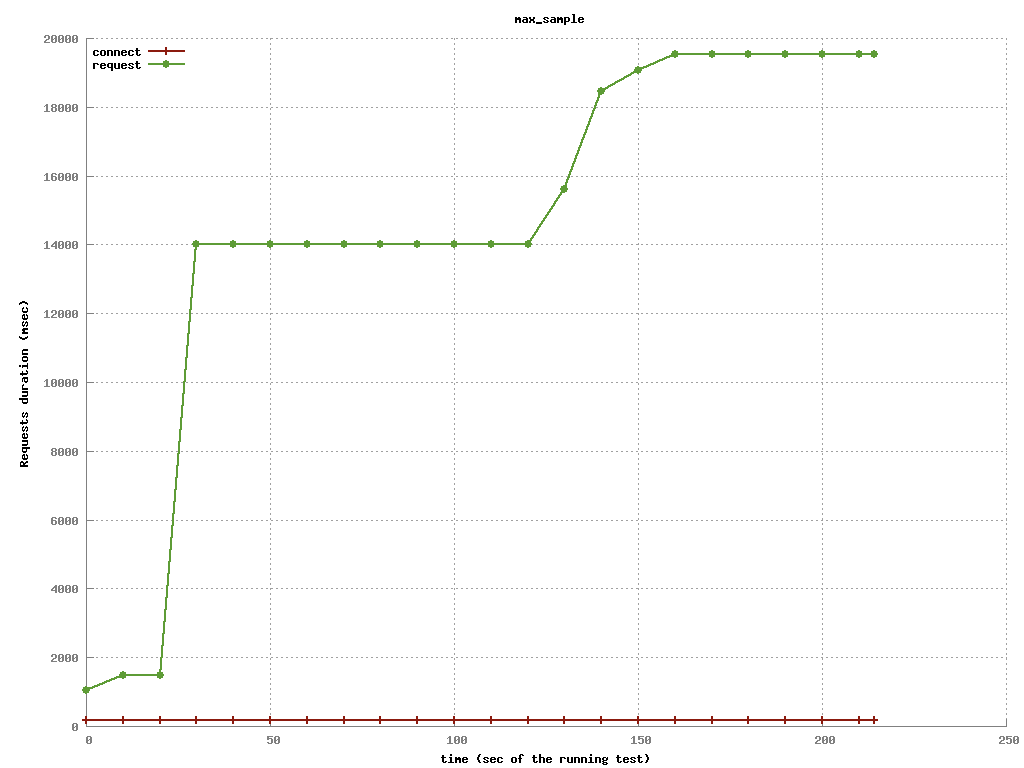 max_sample
connect
request
20000
18000
16000
14000
12000
10000
8000
6000
4000
2000
0
Requests duration (msec)
0 50 100 150 200 250
time (sec of the running test)